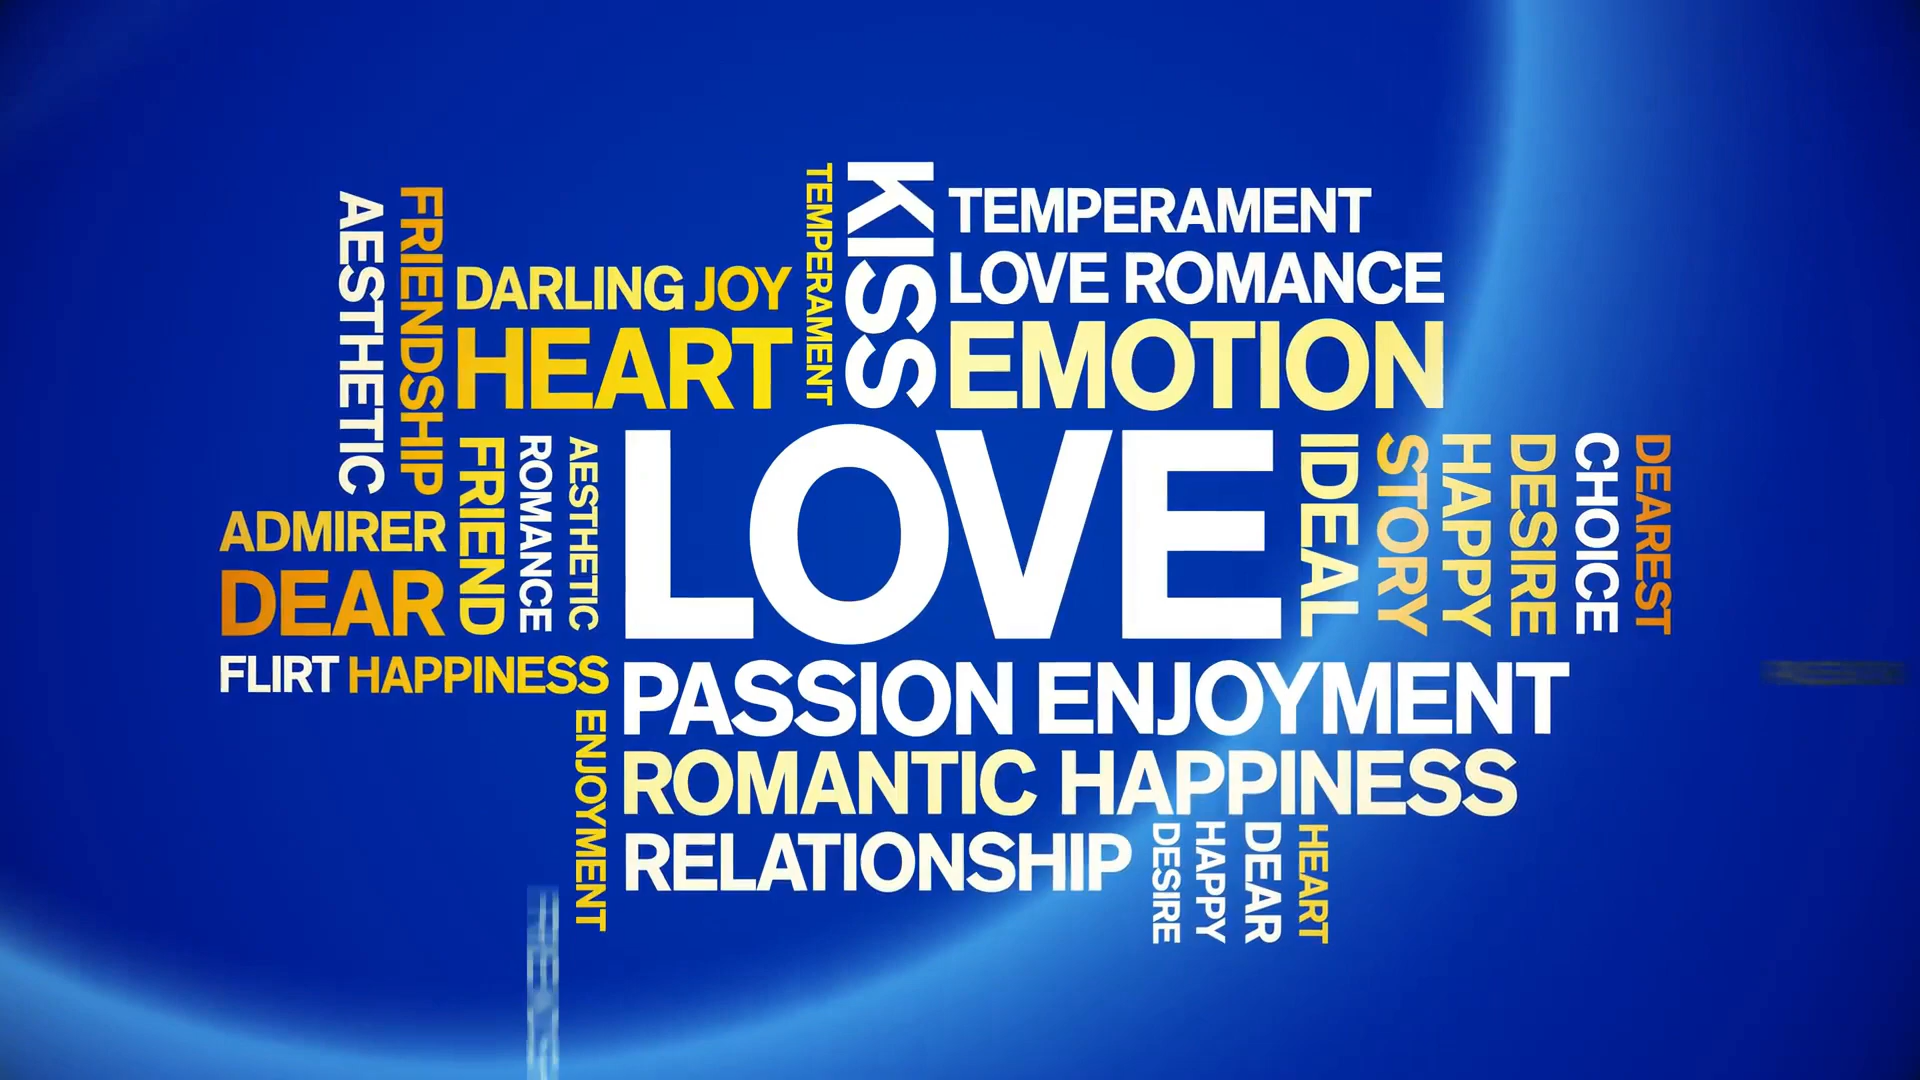 AESTHETIC
FRIENDSHIP
DARLING JOY
HEART
TEMPERAMENT
KISS
TEMPERAMENT
LOVE ROMANCE
EMOTION
ADMIRER
DEAR
FRIEND
ROMANCE
AESTHETIC
LOVE
IDEAL
STORY
HAPPY
DESIRE
CHOICE
DEAREST
FLIRT HAPPINESS
PASSION ENJOYMENT
ENJOYMENT
ROMANTIC HAPPINESS
RELATIONSHIP
DESIRE
HAPPY
DEAR
HEART